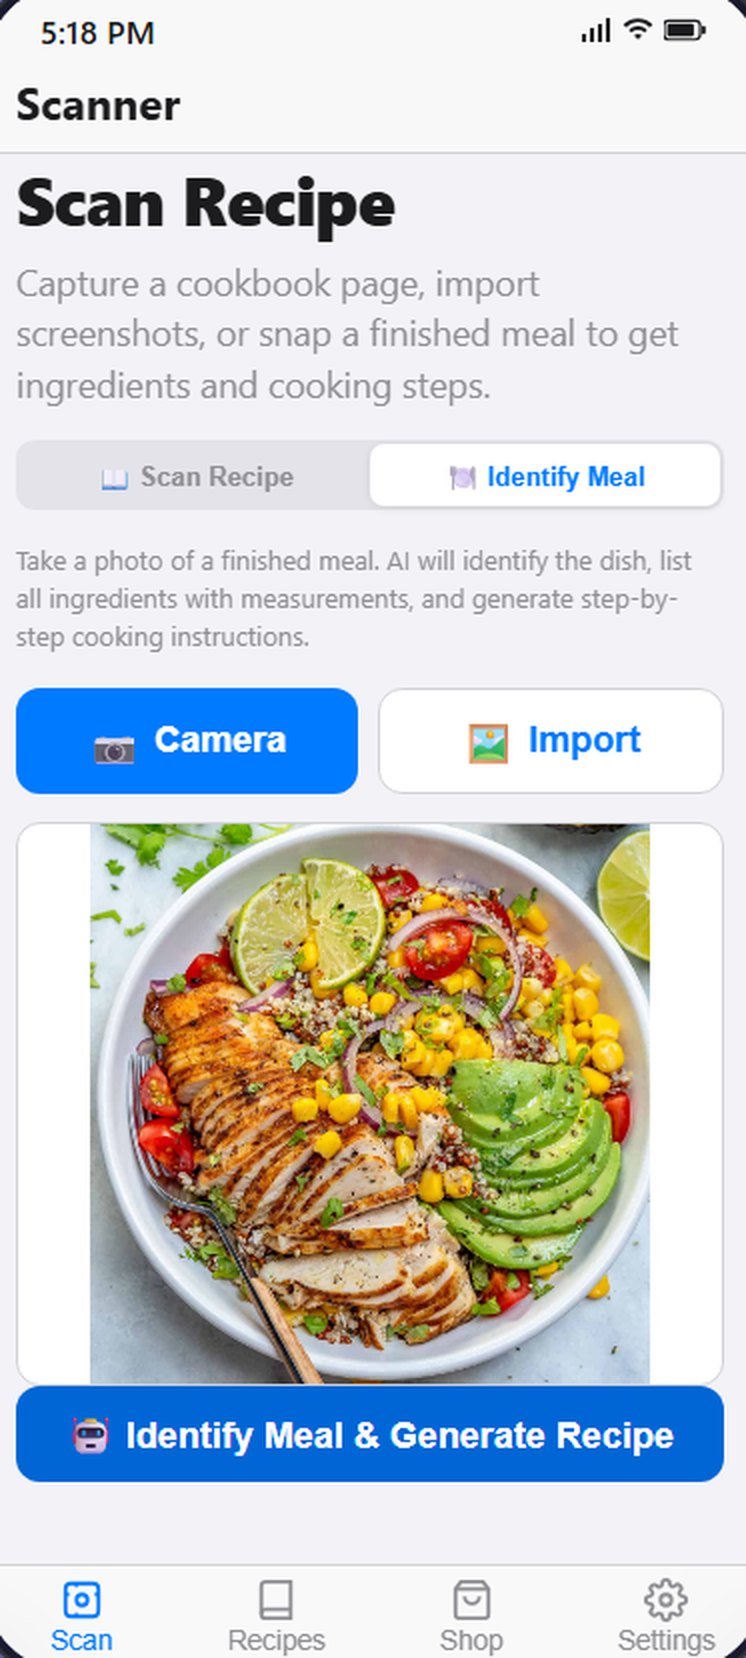 5:18 PM
Scanner
Scan Recipe
Capture a cookbook page, import
screenshots, or snap a finished meal to get
ingredients and cooking steps.
Scan Recipe
Identify Meal
Take a photo of a finished meal. AI will identify the dish, list
all ingredients with measurements, and generate step-by-
step cooking instructions.
Camera
Import
Identify Meal & Generate Recipe
Scan
Recipes
Shop
Settings